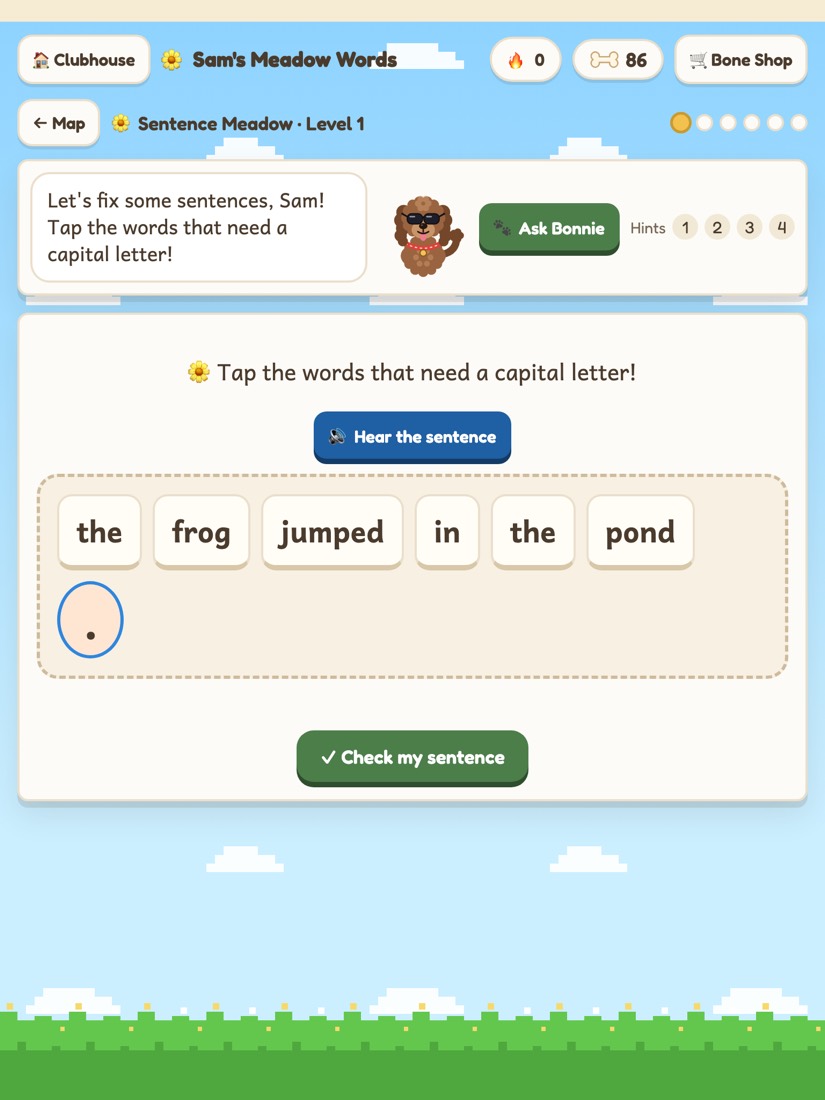 Clubhouse
Sam's Meadow Words
0
86
Bone Shop
← Map
Sentence Meadow · Level 1
Let's fix some sentences, Sam!
Tap the words that need a
capital letter!
Ask Bonnie
Hints 1 2 3 4
Tap the words that need a capital letter!
Hear the sentence
the frog jumped in the pond
.
✓ Check my sentence